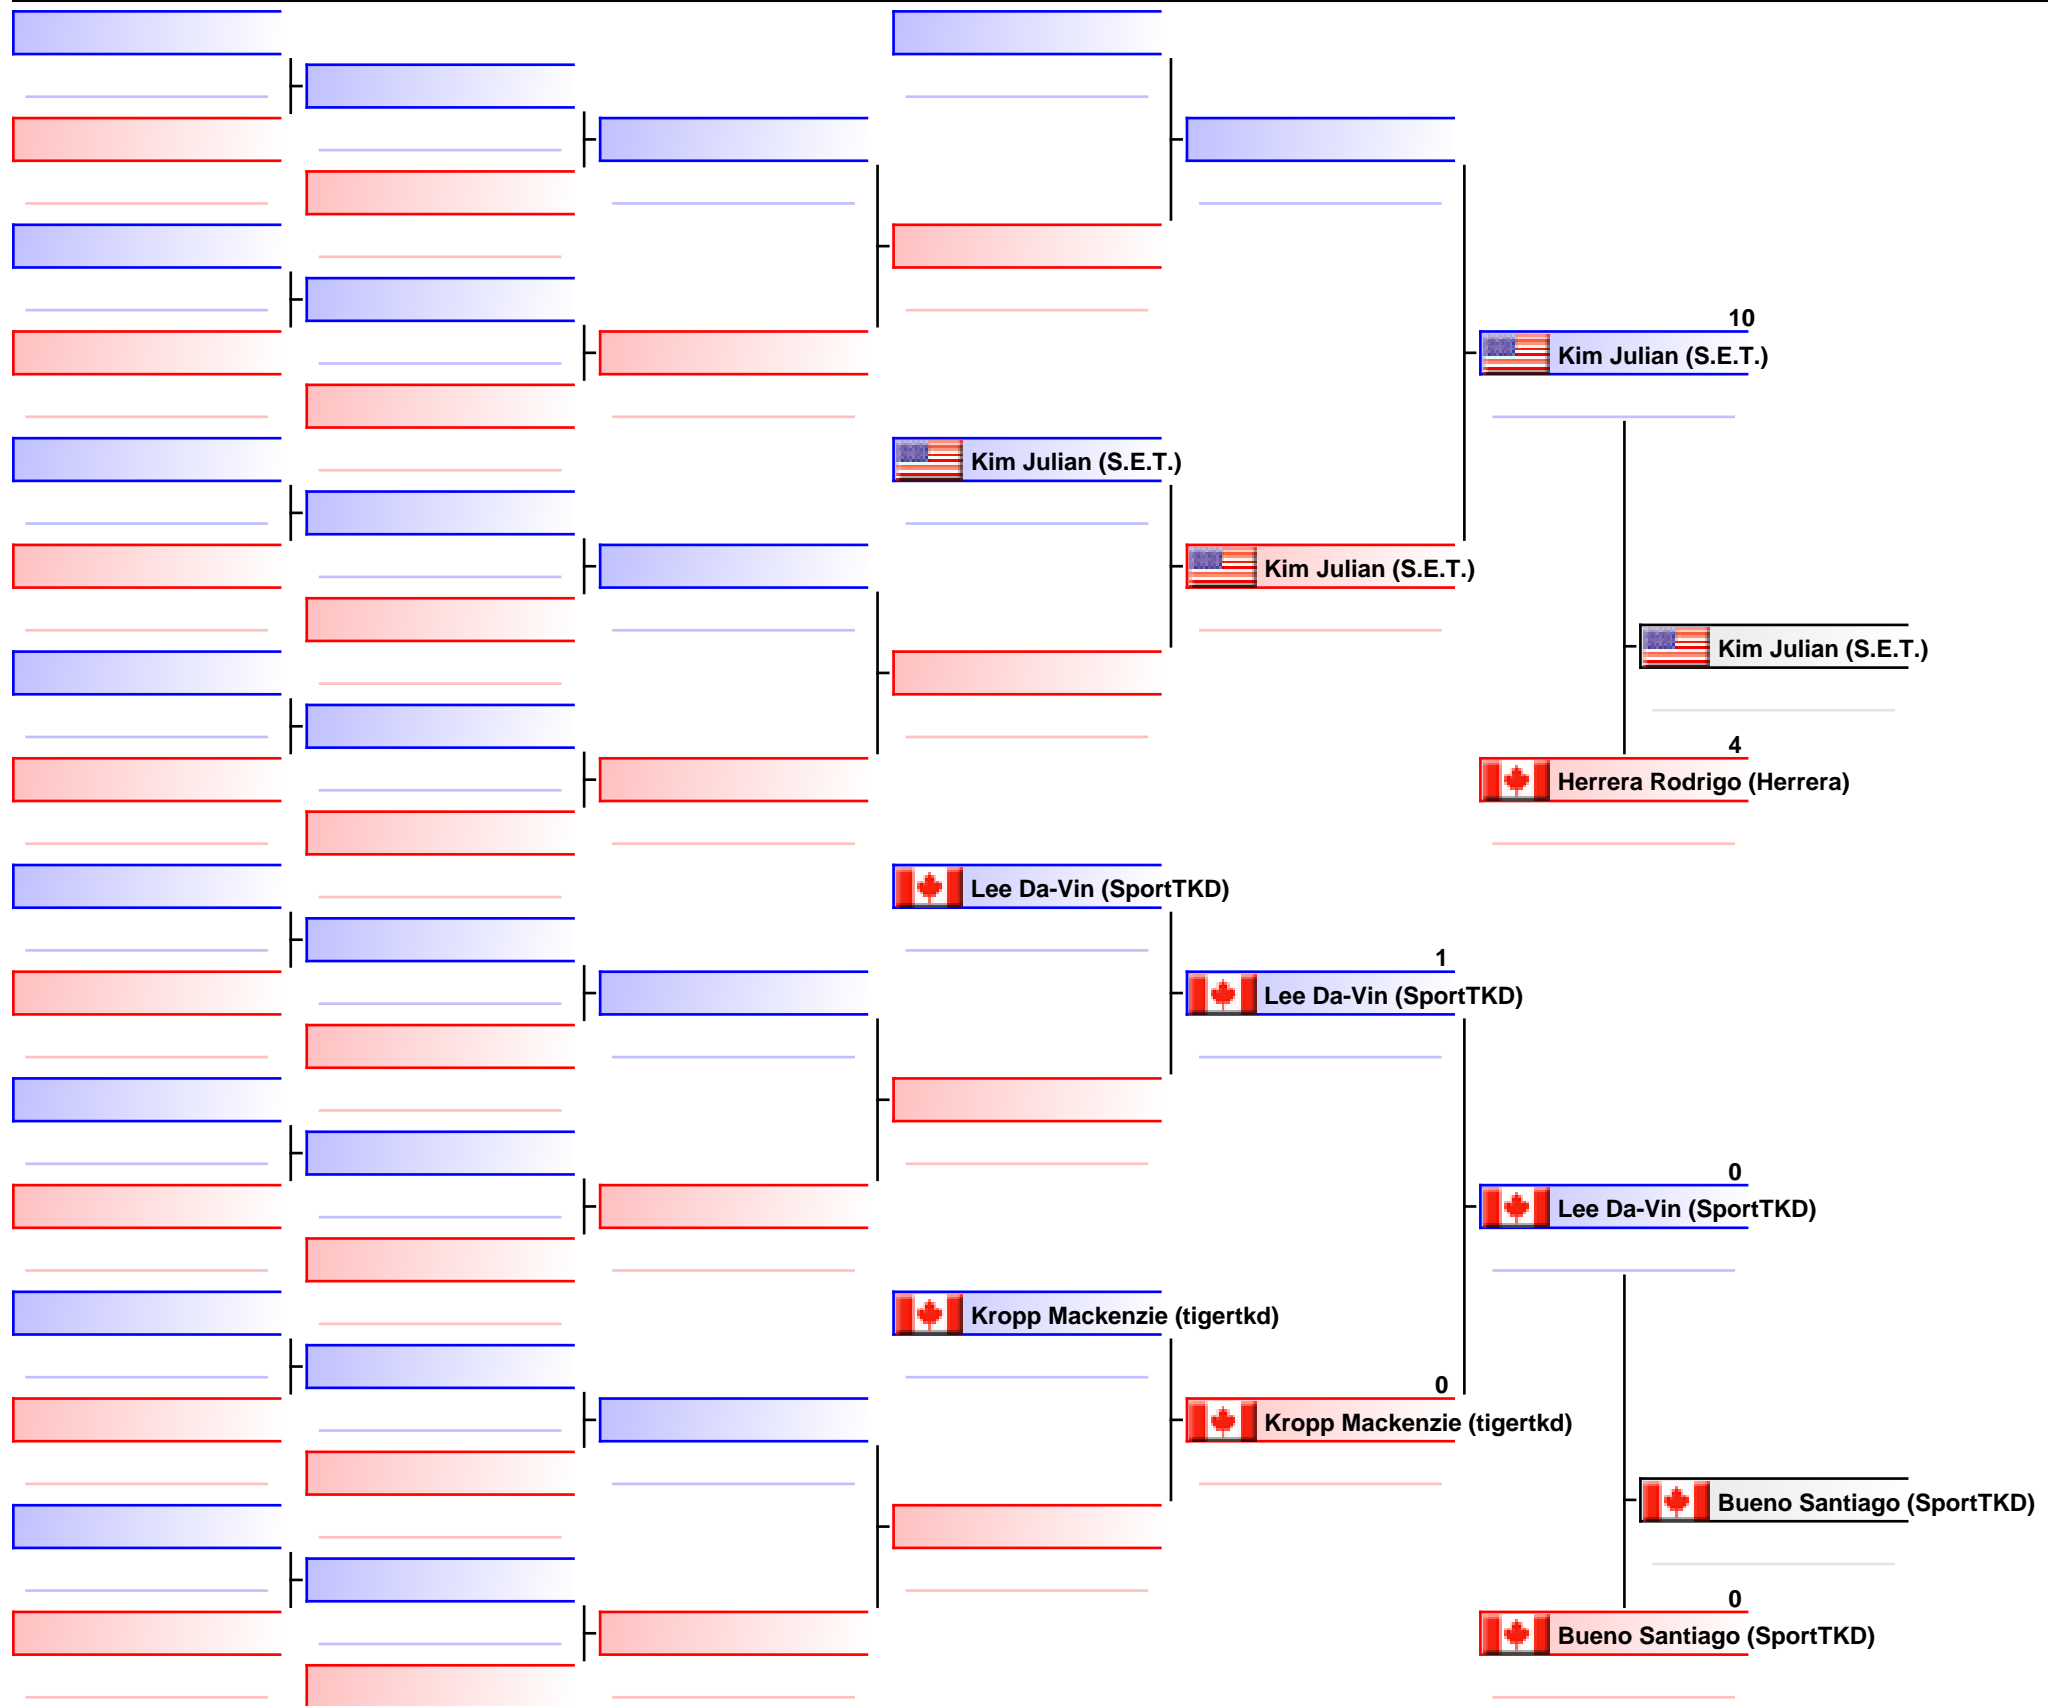 10
Kim Julian (S.E.T.)
Kim Julian (S.E.T.)
Kim Julian (S.E.T.)
Kim Julian (S.E.T.)
4
Herrera Rodrigo (Herrera)
Lee Da-Vin (SportTKD)
1
Lee Da-Vin (SportTKD)
0
Lee Da-Vin (SportTKD)
Kropp Mackenzie (tigertkd)
0
Kropp Mackenzie (tigertkd)
Bueno Santiago (SportTKD)
0
Bueno Santiago (SportTKD)